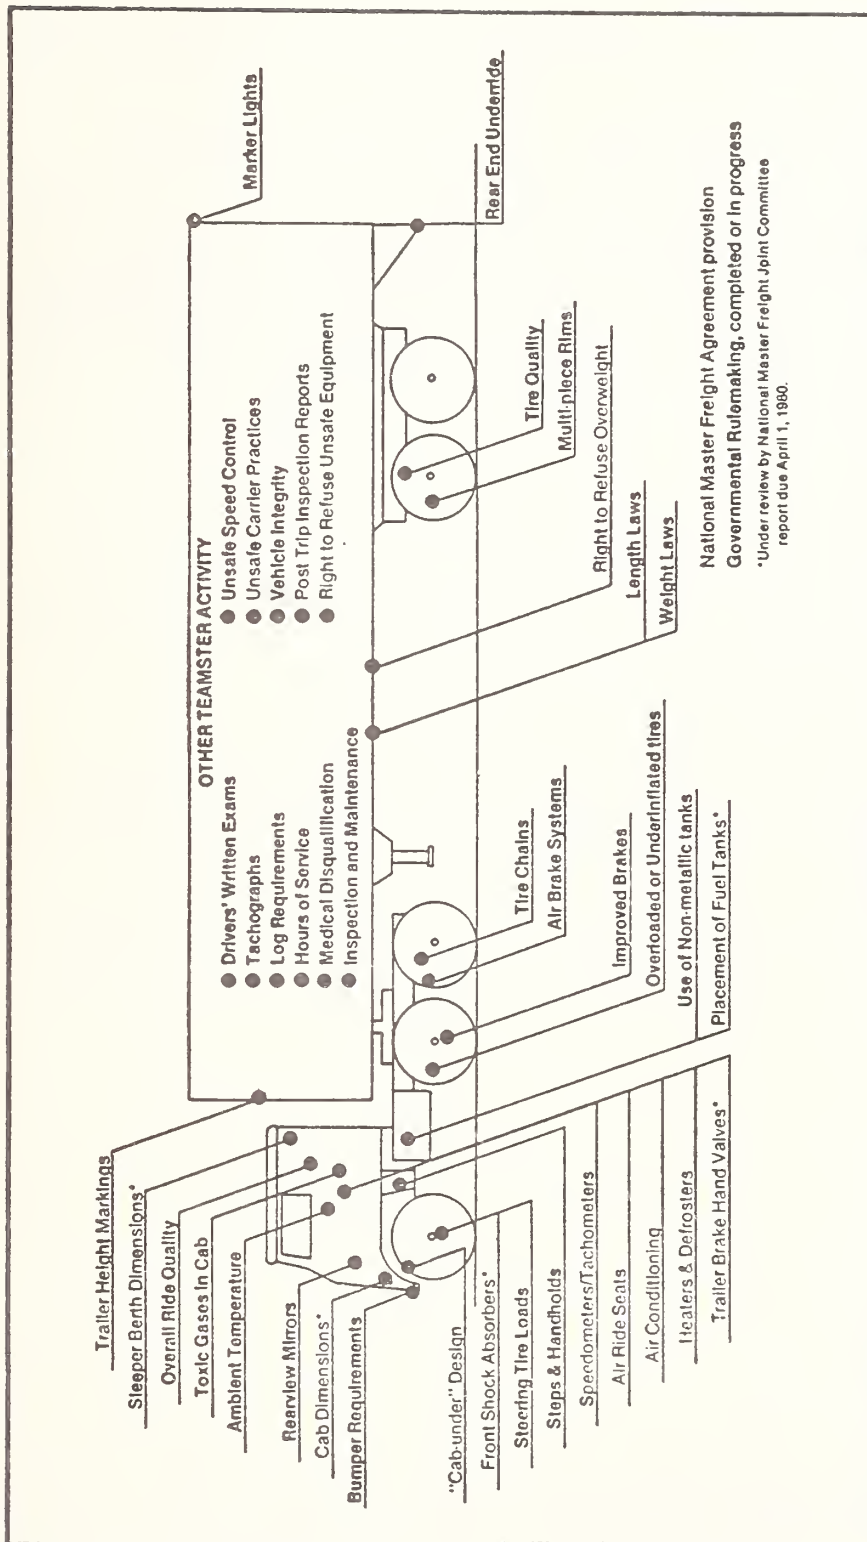 Trailer Height Markings
Sleeper Berth Dimensions*
Overall Ride Quality
Toxic Gases in Cab
Ambient Temperature
Rearview Mirrors
Cab Dimensions*
Bumper Requirements
"Cab-under" Design
Front Shock Absorbers*
Steering Tire Loads
Steps & Handholds
Speedometers/Tachometers
Air Ride Seats
Air Conditioning
Heaters & Defrosters
Trailer Brake Hand Valves*
OTHER TEAMSTER ACTIVITY
Drivers' Written Exams
Tachographs
Log Requirements
Hours of Service
Medical Disqualification
Inspection and Maintenance
Unsafe Speed Control
Unsafe Carrier Practices
Vehicle Integrity
Post Trip Inspection Reports
Right to Refuse Unsafe Equipment
Marker Lights
Rear End Underride
Tire Quality
Multi-piece Rims
Right to Refuse Overweight
Length Laws
Weight Laws
Tire Chains
Air Brake Systems
Improved Brakes
Overloaded or Underinflated tires
Use of Non-metallic tanks
Placement of Fuel Tanks*
National Master Freight Agreement provision
Governmental Rulemaking, completed or in progress
*Under review by National Master Freight Joint Committee
report due April 1, 1980.